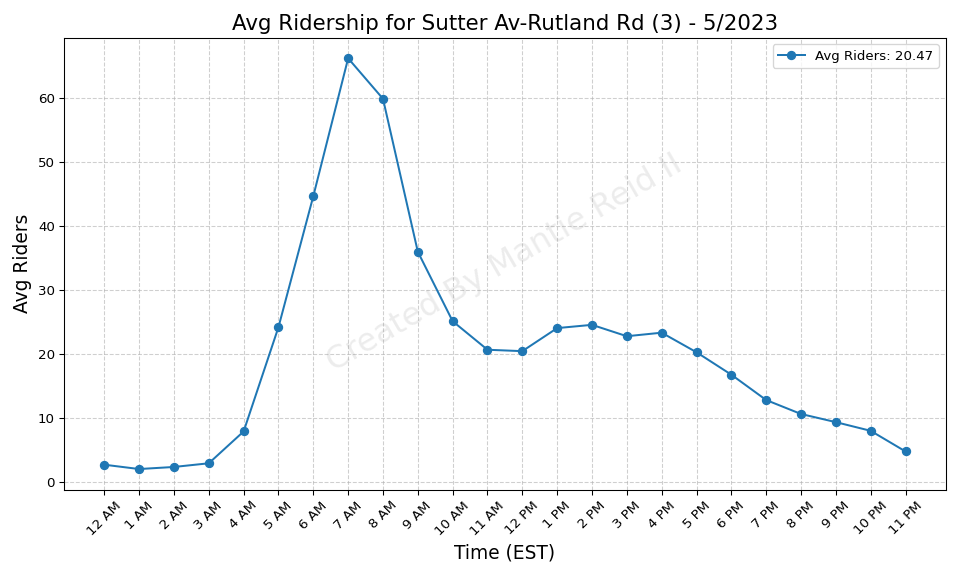 Avg Ridership for Sutter Av-Rutland Rd (3) - 5/2023
Avg Riders: 20.47
Avg Riders
60
50
40
30
20
10
0
Created By Mantle Reid II
12 AM
1 AM
2 AM
3 AM
4 AM
5 AM
6 AM
7 AM
8 AM
9 AM
10 AM
11 AM
12 PM
1 PM
2 PM
3 PM
4 PM
5 PM
6 PM
7 PM
8 PM
9 PM
10 PM
11 PM
Time (EST)